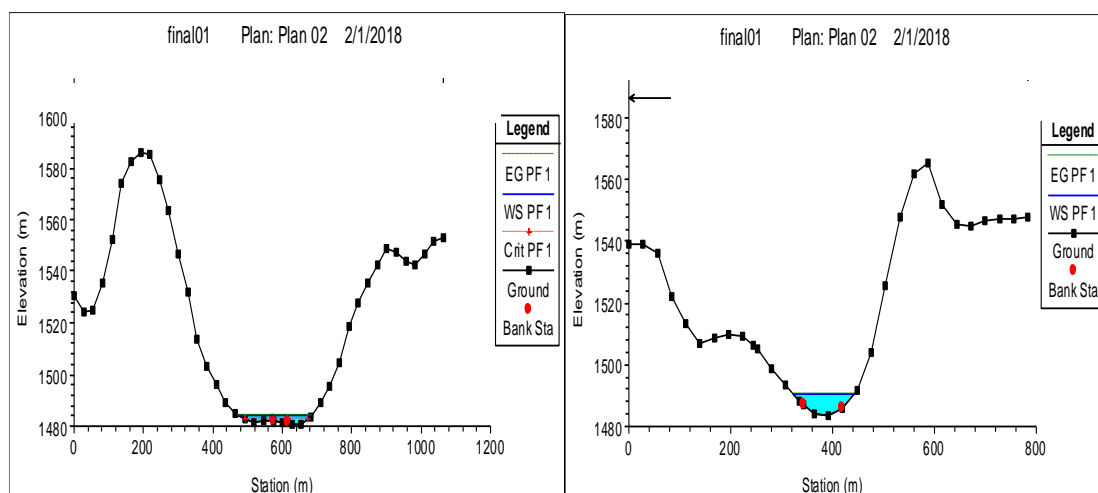 final01 Plan: Plan 02 2/1/2018
1600
1580
1560
1540
1520
1500
1480
0
200
400
600
800
1000
1200
Elevation (m)
Station (m)
Legend
EG PF 1
WS PF 1
Crit PF 1
Ground
Bank Sta
final01 Plan: Plan 02 2/1/2018
1580
1560
1540
1520
1500
1480
0
200
400
600
800
Elevation (m)
Station (m)
Legend
EG PF 1
WS PF 1
Ground
Bank Sta